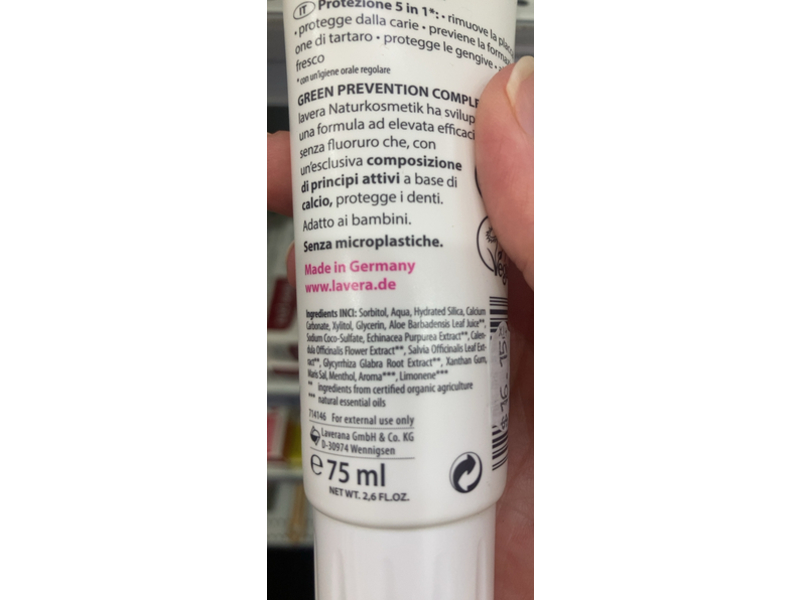 IT Protezione 5 in 1*: • rimuove la placca
• protegge dalla carie • previene la formazi
one di tartaro • protegge le gengive •
fresco
*con un'igiene orale regolare
GREEN PREVENTION COMPLE
lavera Naturkosmetik ha svilup
una formula ad elevata efficaci
senza fluoruro che, con
un'esclusiva composizione
di principi attivi a base di
calcio, protegge i denti.
Adatto ai bambini.
Senza microplastiche.
Made in Germany
www.lavera.de
Ingredients INCI: Sorbitol, Aqua, Hydrated Silica, Calcium
Carbonate, Xylitol, Glycerin, Aloe Barbadensis Leaf Juice**,
Sodium Coco-Sulfate, Echinacea Purpurea Extract**, Calen-
dula Officinalis Flower Extract**, Salvia Officinalis Leaf Ext-
ract**, Glycyrrhiza Glabra Root Extract**, Xanthan Gum,
Maris Sal, Menthol, Aroma***, Limonene***
** ingredients from certified organic agriculture
*** natural essential oils
714146 For external use only
Laverana GmbH & Co. KG
D-30974 Wennigsen
e 75 ml
NET WT. 2,6 FL.OZ.